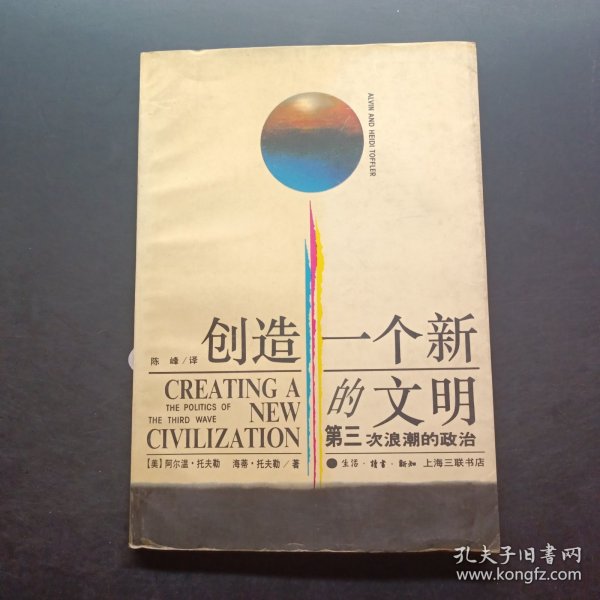 ALVIN AND HEIDI TOFFLER
创造一个新
陈 峰/译
的文明
CREATING A
THE POLITICS OF NEW
THE THIRD WAVE
CIVILIZATION
第三次浪潮的政治
【美】阿尔温·托夫勒 海蒂·托夫勒/著
生活·读书·新知 上海三联书店
孔夫子旧书网
www.kongfz.com